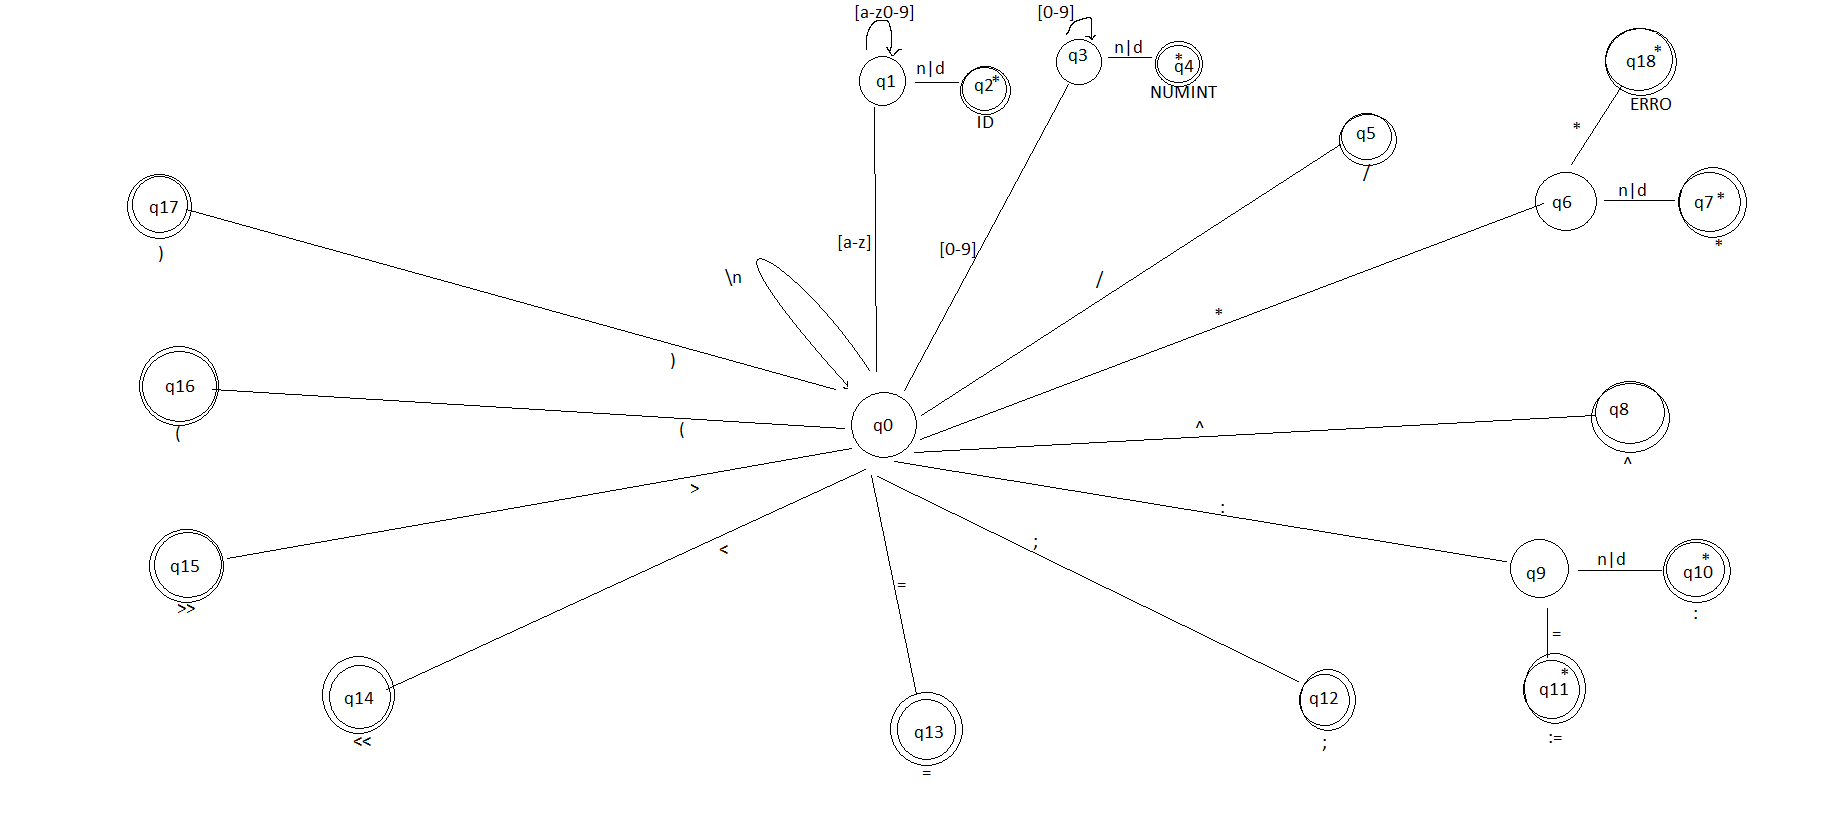 [a-z0-9]
[0-9]
q1
n|d
q2*
ID
q3
n|d
*
q4
NUMINT
q18*
ERRO
*
q5
/
q6
n|d
q7*
*
q17
)
[a-z]
[0-9]
\n
/
*
)
q16
(
(
q0
^
q8
^
>
:
q15
>>
<
;
=
q9
n|d
*
q10
:
=
q14
<<
q13
=
q12
;
*
q11
:=